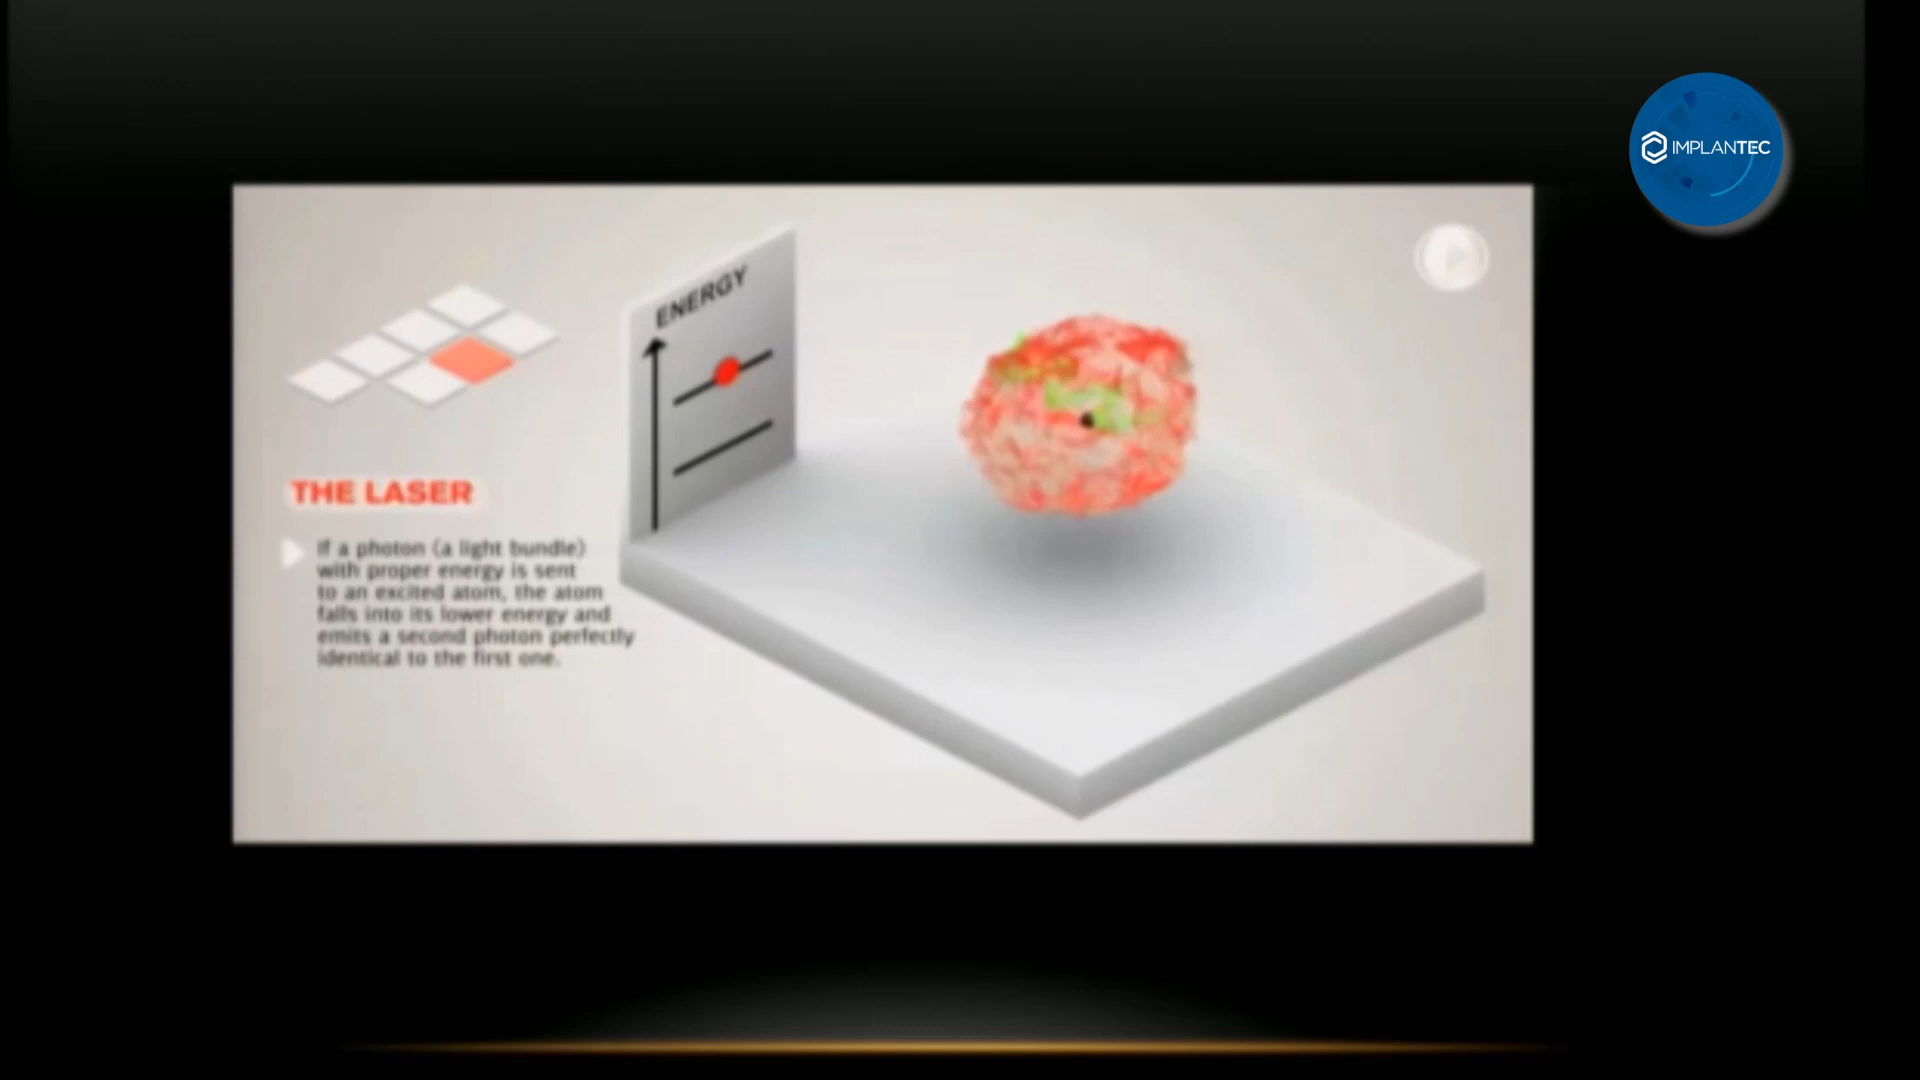 IMPLANTEC
ENERGY
THE LASER
If a photon (a light bundle)
with proper energy is sent
to an excited atom, the atom
falls into its lower energy and
emits a second photon perfectly
identical to the first one.